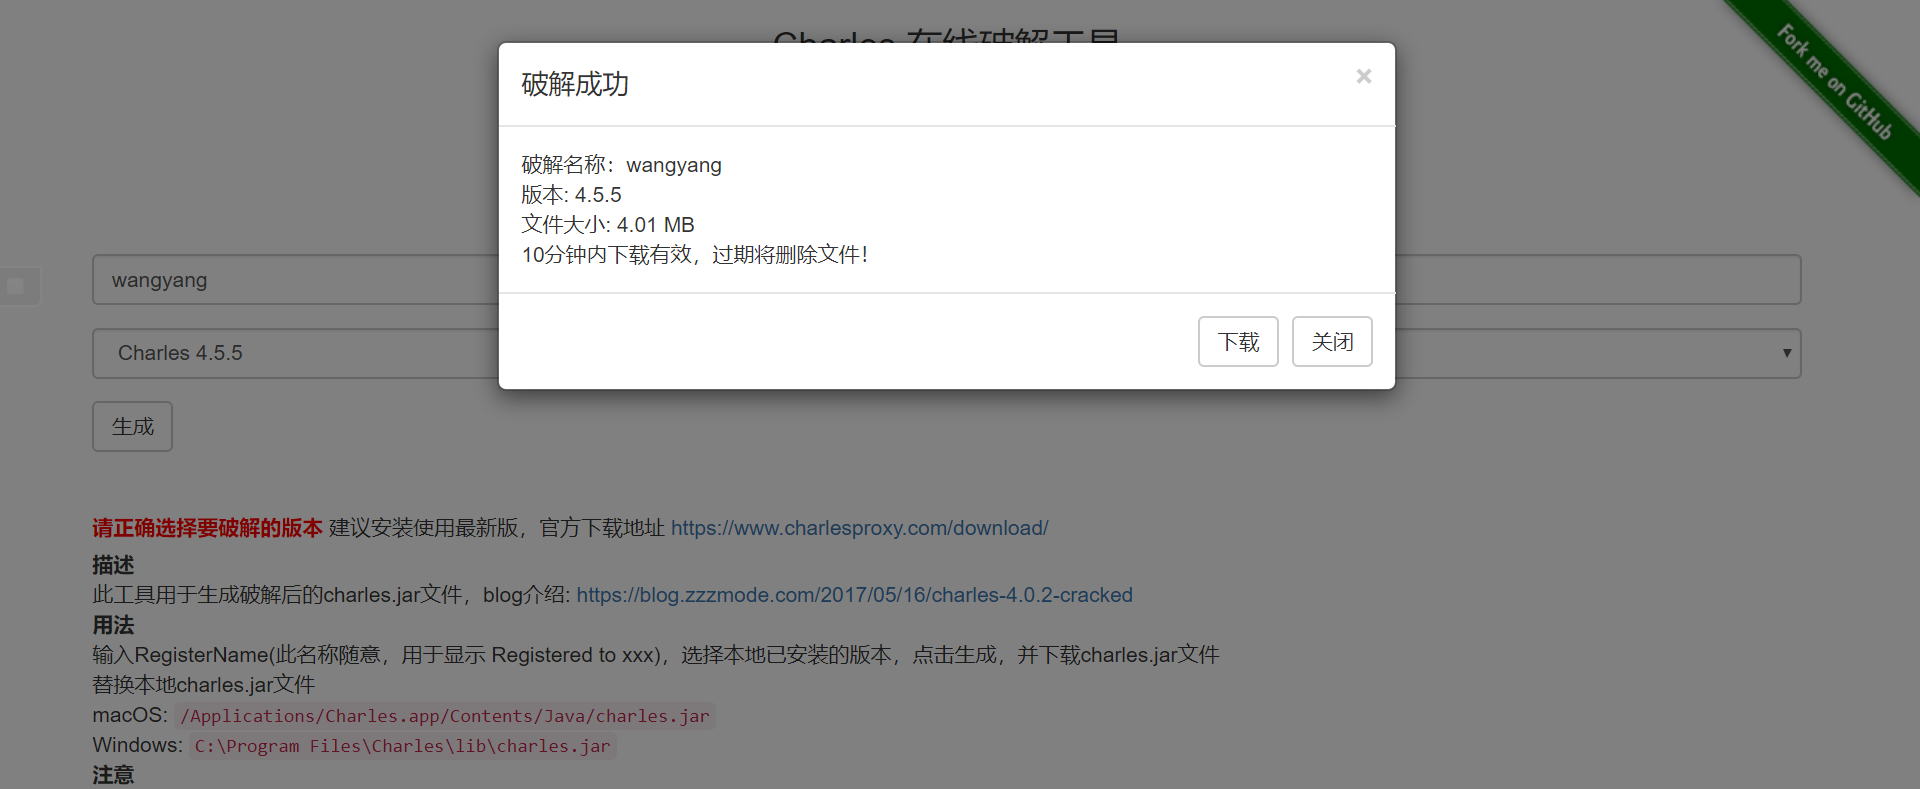 Charles 在线破解工具
Fork me on GitHub
破解成功
×
破解名称：wangyang
版本: 4.5.5
文件大小: 4.01 MB
10分钟内下载有效，过期将删除文件！
下载 关闭
wangyang
Charles 4.5.5
生成
请正确选择要破解的版本 建议安装使用最新版，官方下载地址 https://www.charlesproxy.com/download/
描述
此工具用于生成破解后的charles.jar文件，blog介绍: https://blog.zzzmode.com/2017/05/16/charles-4.0.2-cracked
用法
输入RegisterName(此名称随意，用于显示 Registered to xxx)，选择本地已安装的版本，点击生成，并下载charles.jar文件
替换本地charles.jar文件
macOS: /Applications/Charles.app/Contents/Java/charles.jar
Windows: C:\Program Files\Charles\lib\charles.jar
注意